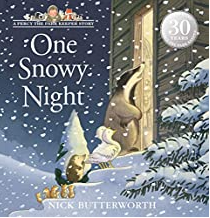 A PERCY THE PARK KEEPER STORY
One
Snowy
Night
30
YEARS
NICK BUTTERWORTH